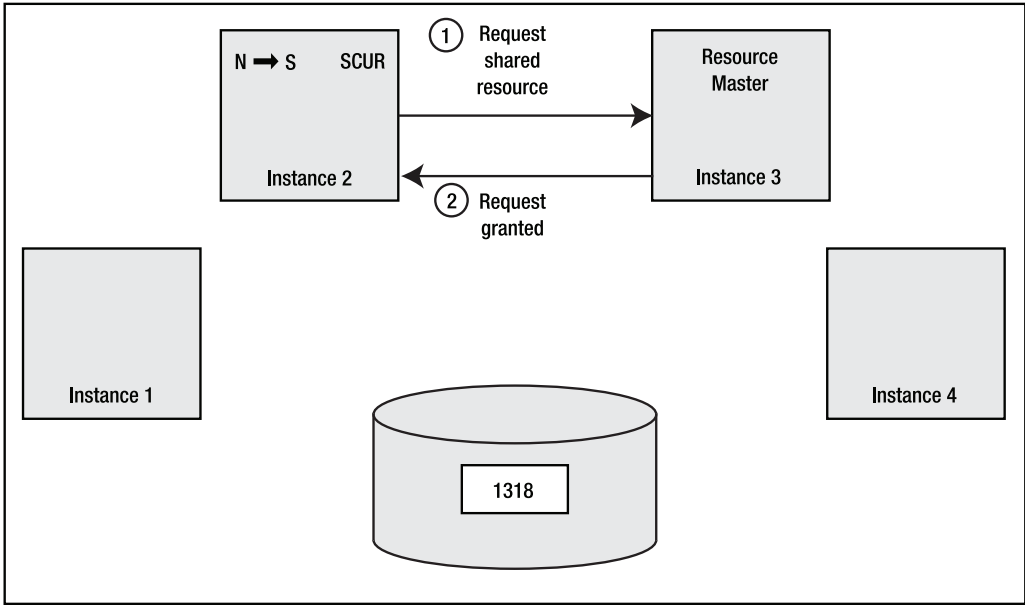 1 Request
shared
resource
N → S SCUR
Instance 2
Resource
Master
Instance 3
2 Request
granted
Instance 1
Instance 4
1318